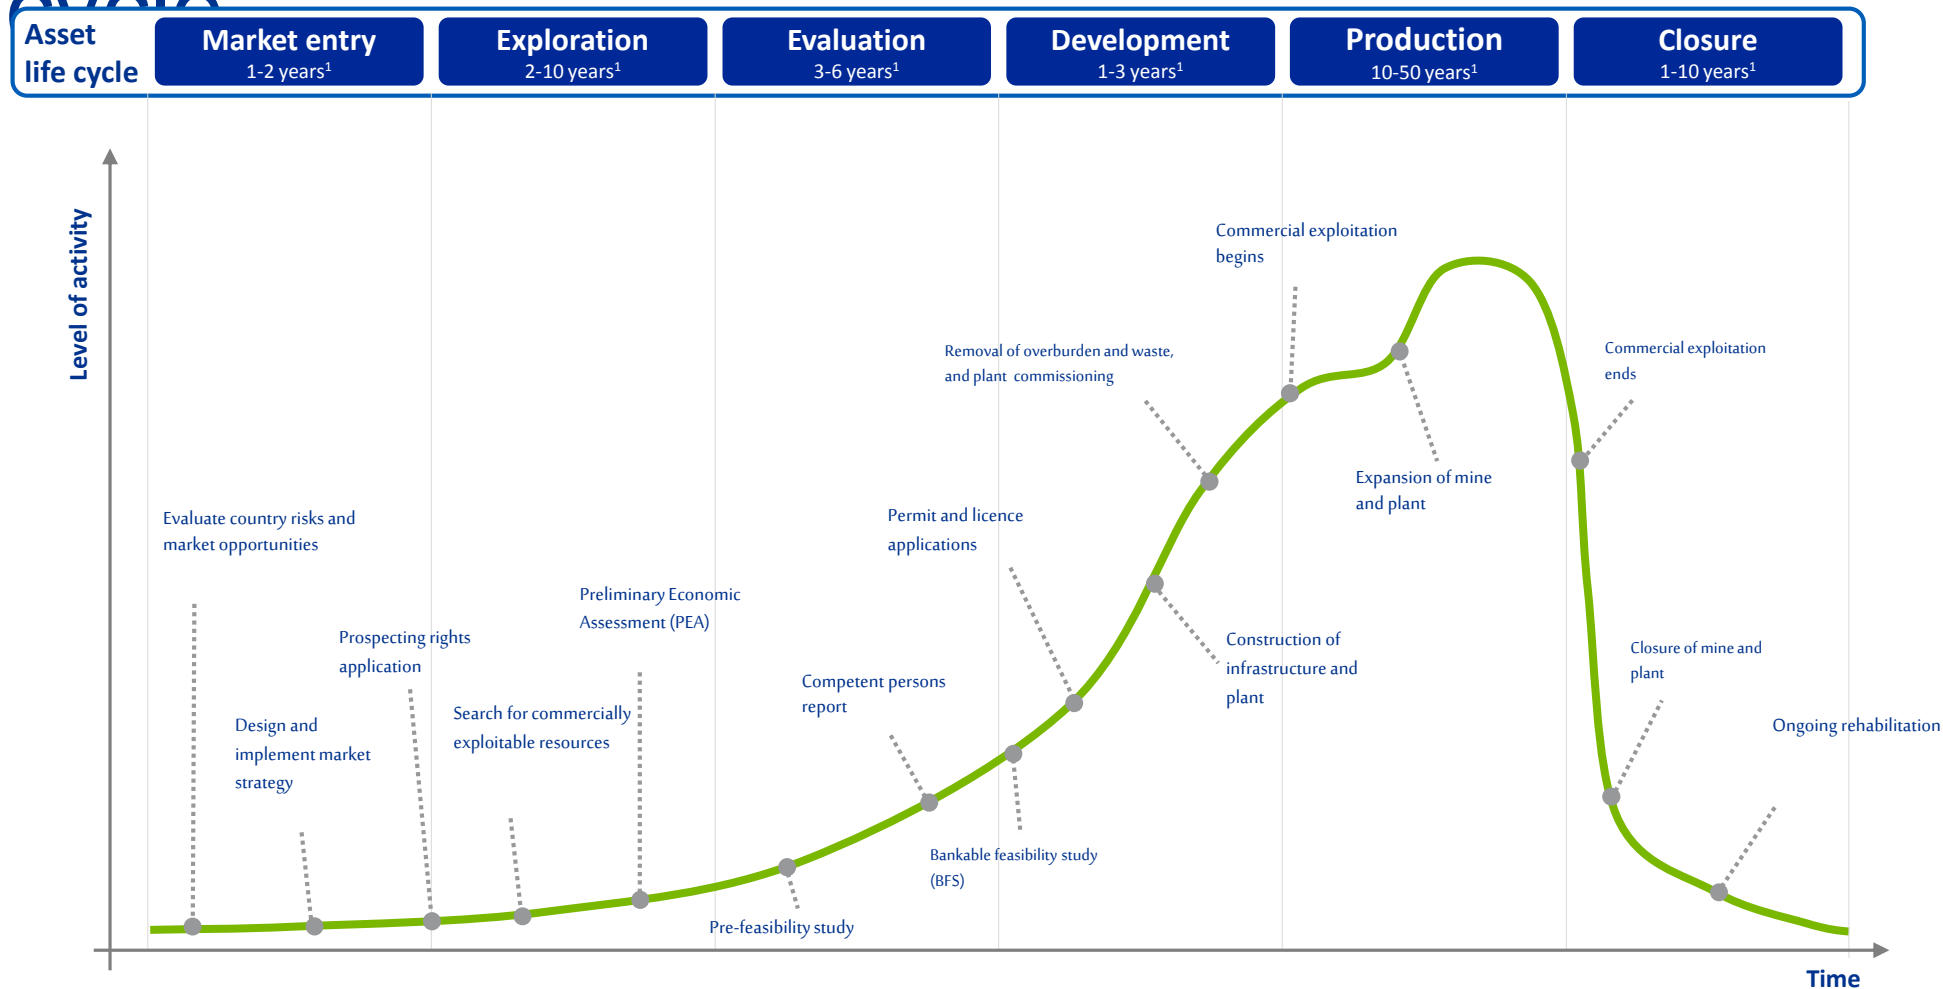 Asset
life cycle
Market entry
1-2 years¹
Exploration
2-10 years¹
Evaluation
3-6 years¹
Development
1-3 years¹
Production
10-50 years¹
Closure
1-10 years¹
Level of activity
Evaluate country risks and
market opportunities
Design and
implement market
strategy
Prospecting rights
application
Search for commercially
exploitable resources
Preliminary Economic
Assessment (PEA)
Pre-feasibility study
Competent persons
report
Bankable feasibility study
(BFS)
Permit and licence
applications
Construction of
infrastructure and
plant
Removal of overburden and waste,
and plant commissioning
Commercial exploitation
begins
Expansion of mine
and plant
Commercial exploitation
ends
Closure of mine and
plant
Ongoing rehabilitation
Time